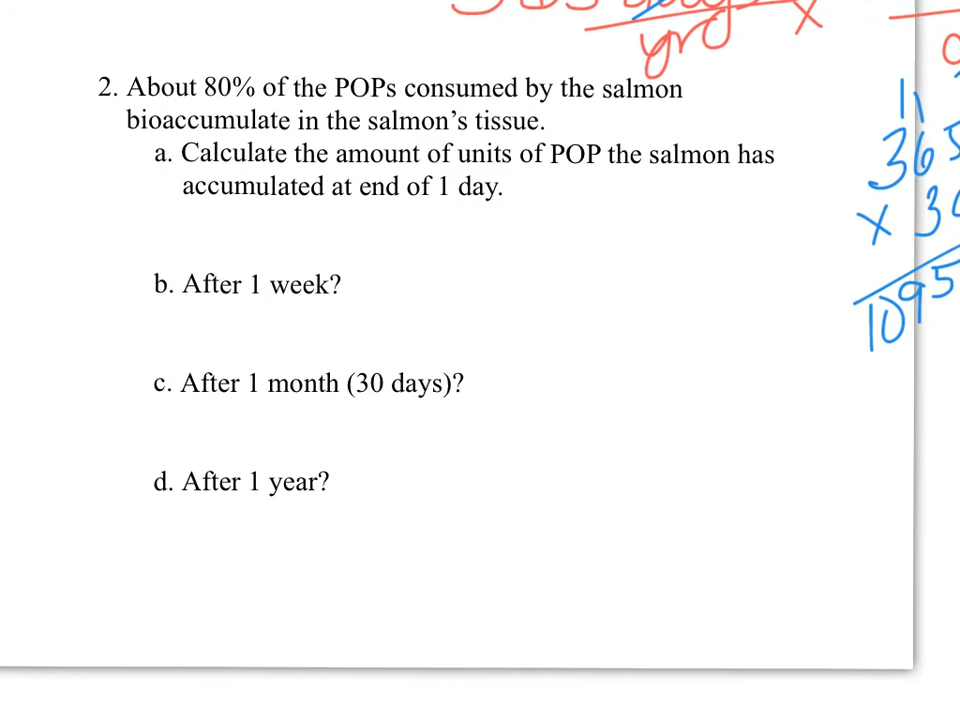 yrd x
2. About 80% of the POPs consumed by the salmon
bioaccumulate in the salmon’s tissue.
a. Calculate the amount of units of POP the salmon has
accumulated at end of 1 day.
b. After 1 week?
c. After 1 month (30 days)?
d. After 1 year?
11
365
x 30
1095